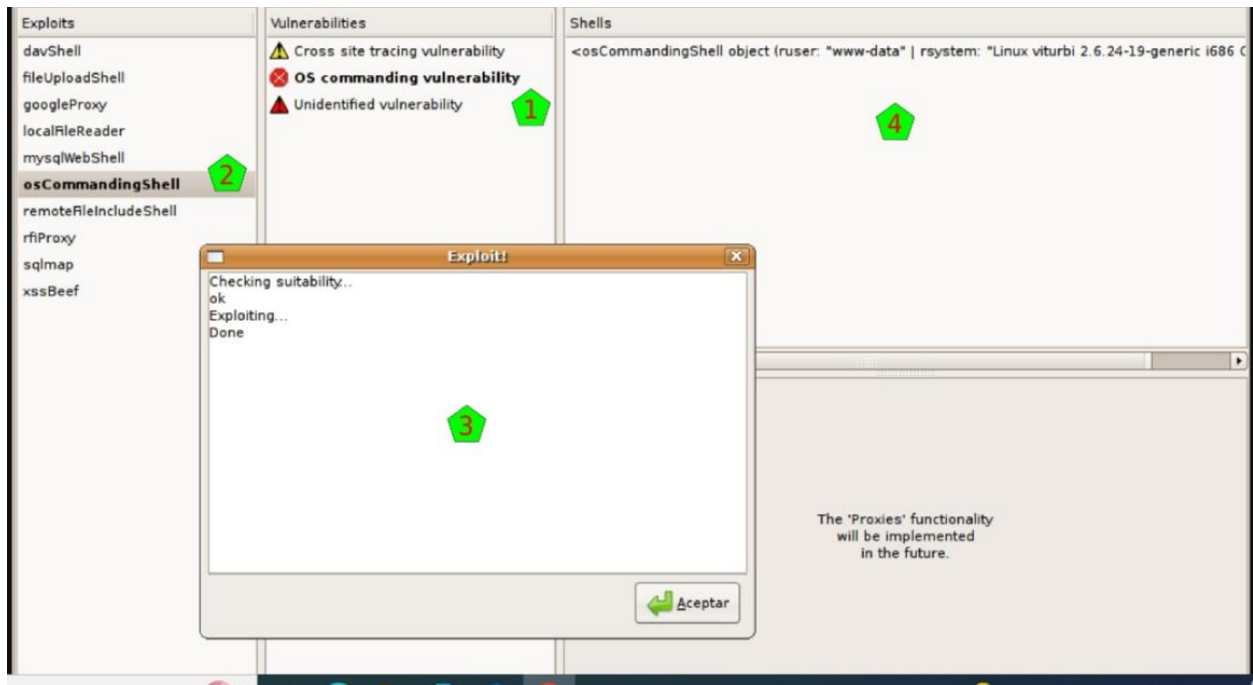 Exploits
davShell
fileUploadShell
googleProxy
localFileReader
mysqlWebShell
osCommandingShell
remoteFileIncludeShell
rfiProxy
sqlmap
xssBeef
2
Vulnerabilities
Cross site tracing vulnerability
OS commanding vulnerability
Unidentified vulnerability
1
Shells
<osCommandingShell object (ruser: "www-data" | rsystem: "Linux viturbi 2.6.24-19-generic i686 G
4
Exploit!
Checking suitability...
ok
Exploiting...
Done
3
Aceptar
The 'Proxies' functionality
will be implemented
in the future.